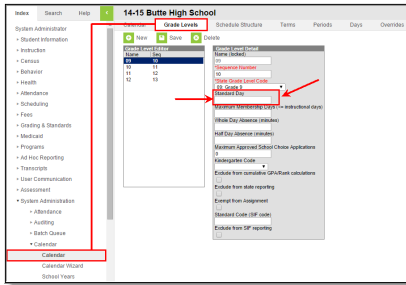 Index Search Help <
System Administrator
Student Information
Instruction
Census
Behavior
Health
Attendance
Scheduling
Fees
Grading & Standards
Medicaid
Programs
Ad Hoc Reporting
Transcripts
User Communication
Assessment
System Administration
Attendance
Auditing
Batch Queue
Calendar
Calendar
Calendar Wizard
School Years
14-15 Butte High School
Calendar Grade Levels Schedule Structure Terms Periods Days Overrides
New Save Delete
Grade Level Editor
Name Seq
09 10
10 11
11 12
12 13
Grade Level Detail
Name (locked)
09
*Sequence Number
10
*State Grade Level Code
09: Grade 9
Standard Day
Maximum Membership Days (<= instructional days)
Whole Day Absence (minutes)
Half Day Absence (minutes)
Maximum Approved School Choice Applications
0
Kindergarten Code
Exclude from cumulative GPA/Rank calculations
Exclude from state reporting
Exempt from Assignment
Standard Code (SIF code)
Exclude from SIF reporting